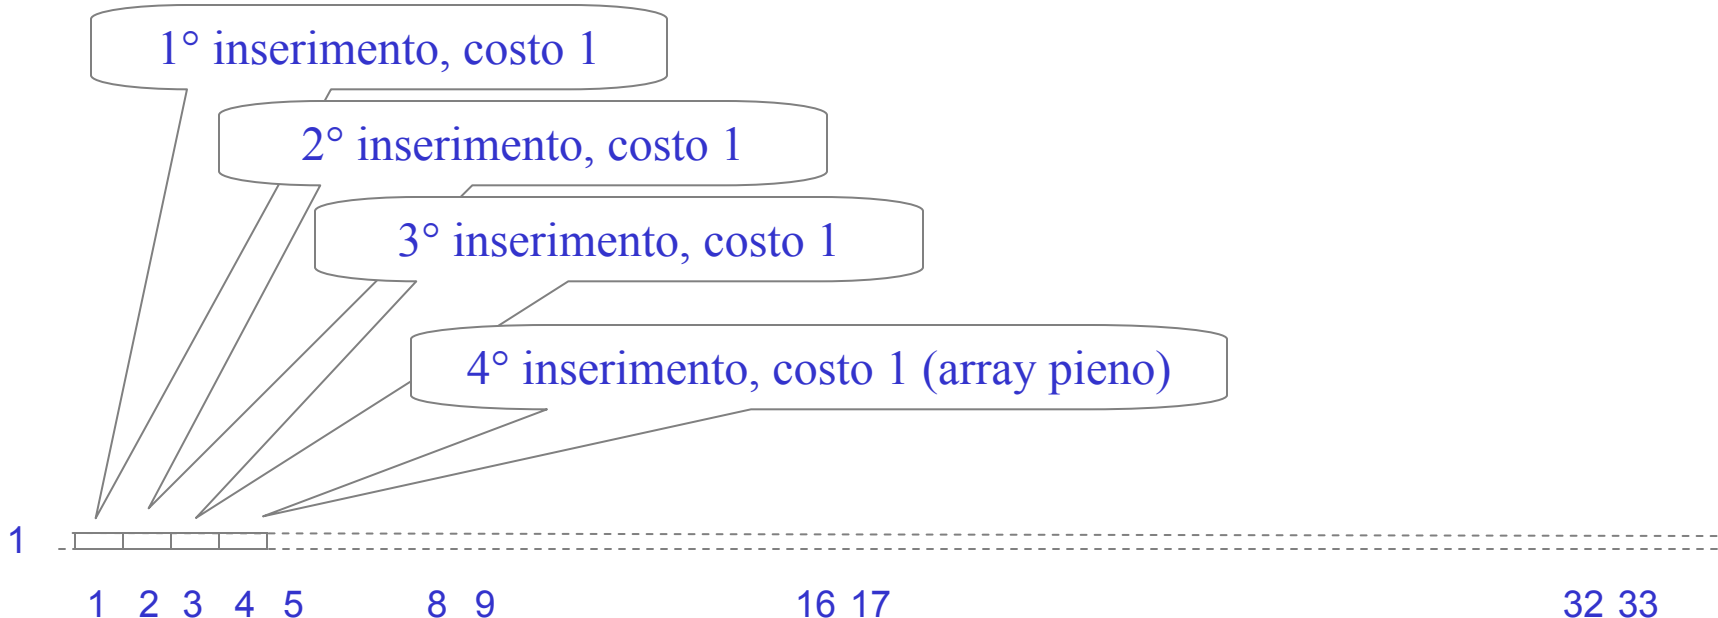 1° inserimento, costo 1
2° inserimento, costo 1
3° inserimento, costo 1
4° inserimento, costo 1 (array pieno)
1
1 2 3 4 5 8 9 16 17 32 33